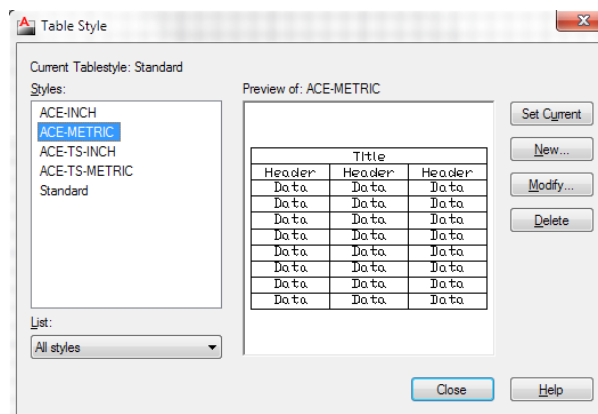 Table Style
Current Tablestyle: Standard
Styles:
ACE-INCH
ACE-METRIC
ACE-TS-INCH
ACE-TS-METRIC
Standard
List:
All styles
Preview of: ACE-METRIC
Title
Header Header Header
Data Data Data
Data Data Data
Data Data Data
Data Data Data
Data Data Data
Data Data Data
Data Data Data
Data Data Data
Set Current
New...
Modify...
Delete
Close
Help